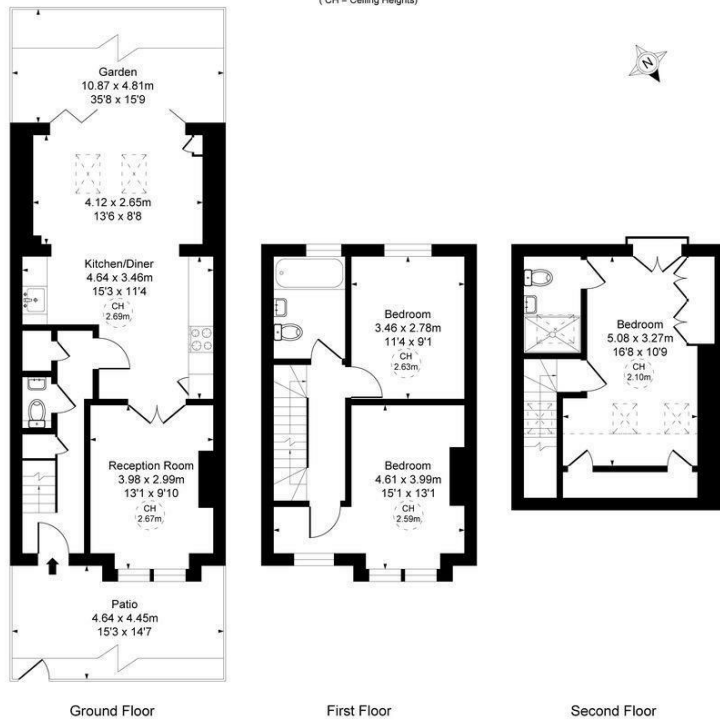 ( CH = Ceiling Heights)
N
Garden
10.87 x 4.81m
35'8 x 15'9
4.12 x 2.65m
13'6 x 8'8
Kitchen/Diner
4.64 x 3.46m
15'3 x 11'4
CH
2.69m
Reception Room
3.98 x 2.99m
13'1 x 9'10
CH
2.67m
Patio
4.64 x 4.45m
15'3 x 14'7
Ground Floor
Bedroom
3.46 x 2.78m
11'4 x 9'1
CH
2.63m
Bedroom
4.61 x 3.99m
15'1 x 13'1
CH
2.59m
First Floor
Bedroom
5.08 x 3.27m
16'8 x 10'9
CH
2.10m
Second Floor